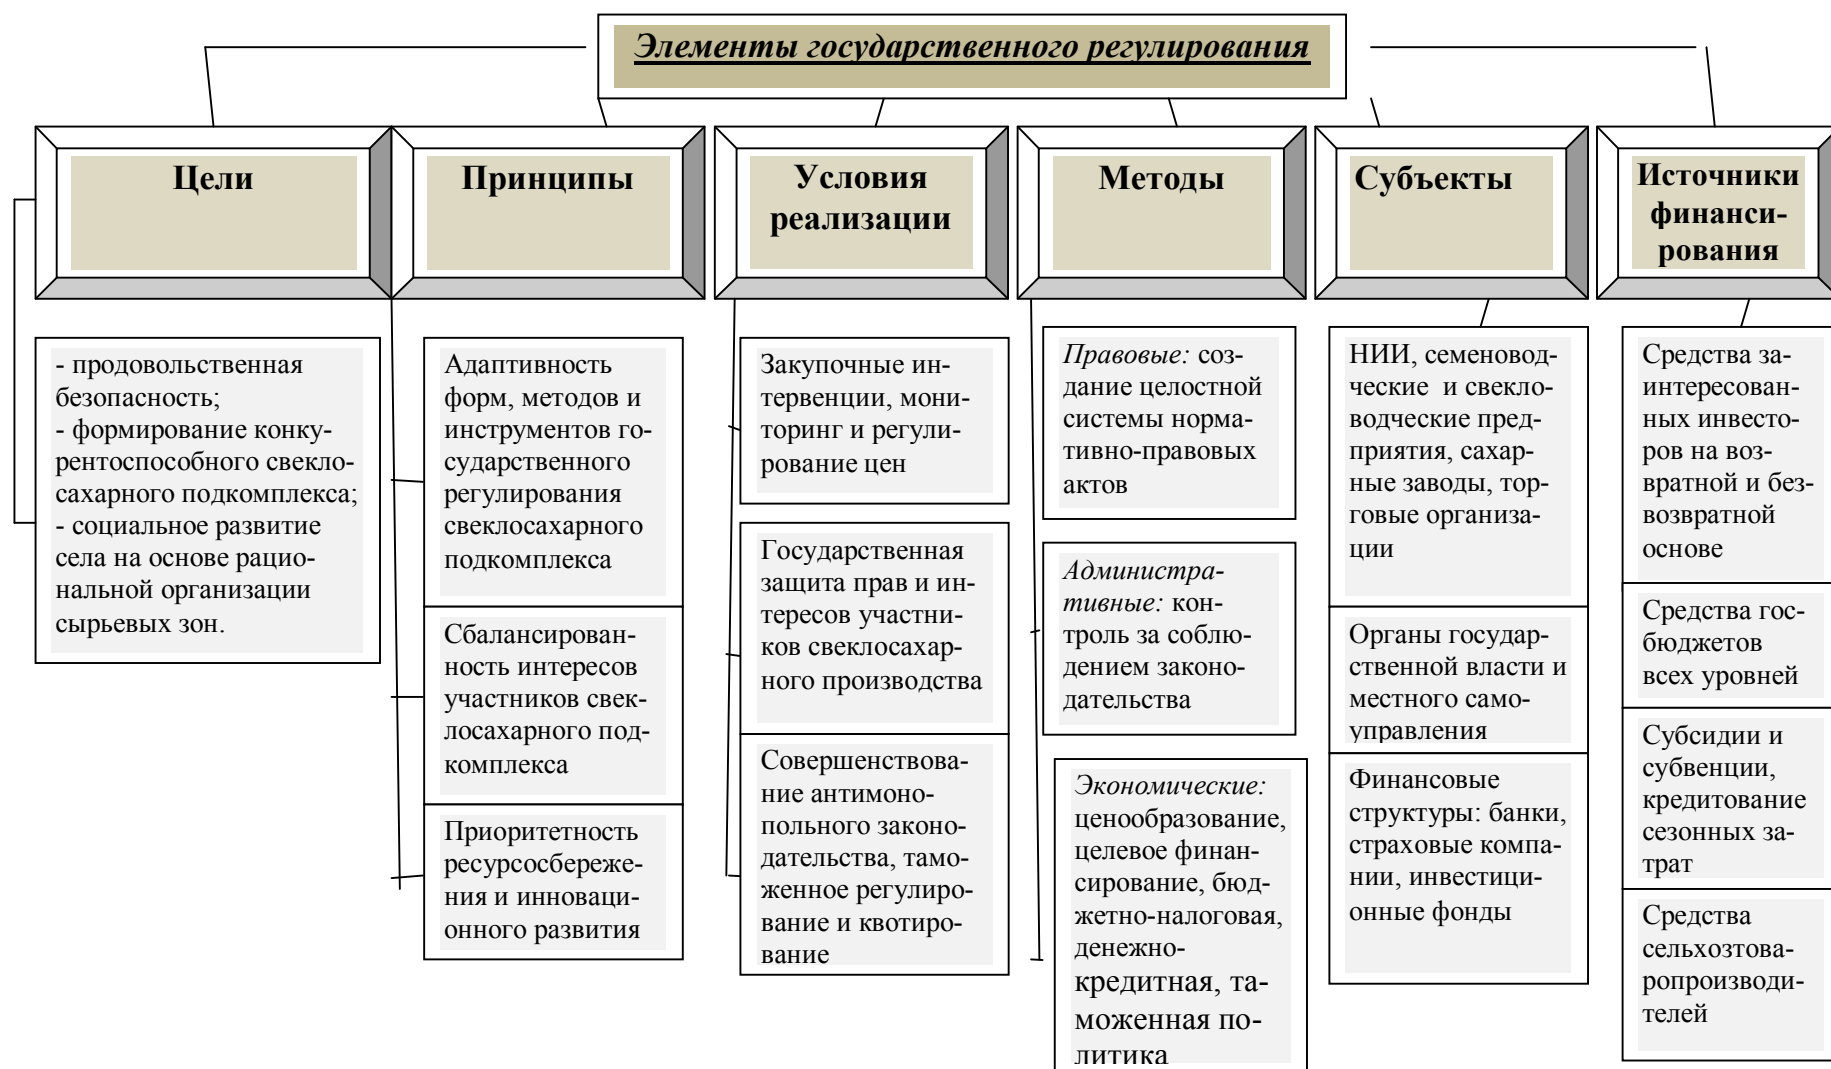 Элементы государственного регулирования
Цели
Принципы
Условия
реализации
Методы
Субъекты
Источники
финанси-
рования
- продовольственная
безопасность;
- формирование конку-
рентоспособного свекло-
сахарного подкомплекса;
- социальное развитие
села на основе рацио-
нальной организации
сырьевых зон.
Адаптивность
форм, методов и
инструментов го-
сударственного
регулирования
свеклосахарного
подкомплекса
Сбалансирован-
ность интересов
участников свек-
лосахарного под-
комплекса
Приоритетность
ресурсосбереже-
ния и инноваци-
онного развития
Закупочные ин-
тервенции, мони-
торинг и регули-
рование цен
Государственная
защита прав и ин-
тересов участни-
ков свеклосахар-
ного производства
Совершенствова-
ние антимоно-
польного законо-
дательства, тамо-
женное регулиро-
вание и квотиро-
вание
Правовые: соз-
дание целостной
системы норма-
тивно-правовых
актов
Администра-
тивные: кон-
троль за соблю-
дением законо-
дательства
Экономические:
ценообразование,
целевое финан-
сирование, бюд-
жетно-налоговая,
денежно-
кредитная, та-
моженная по-
литика
НИИ, семеновод-
ческие и свекло-
водческие пред-
приятия, сахар-
ные заводы, тор-
говые организа-
ции
Органы государ-
ственной власти и
местного само-
управления
Финансовые
структуры: банки,
страховые компа-
нии, инвестици-
онные фонды
Средства за-
интересован-
ных инвесто-
ров на воз-
вратной и без-
возвратной
основе
Средства гос-
бюджетов
всех уровней
Субсидии и
субвенции,
кредитование
сезонных за-
трат
Средства
сельхозтова-
ропроизводи-
телей